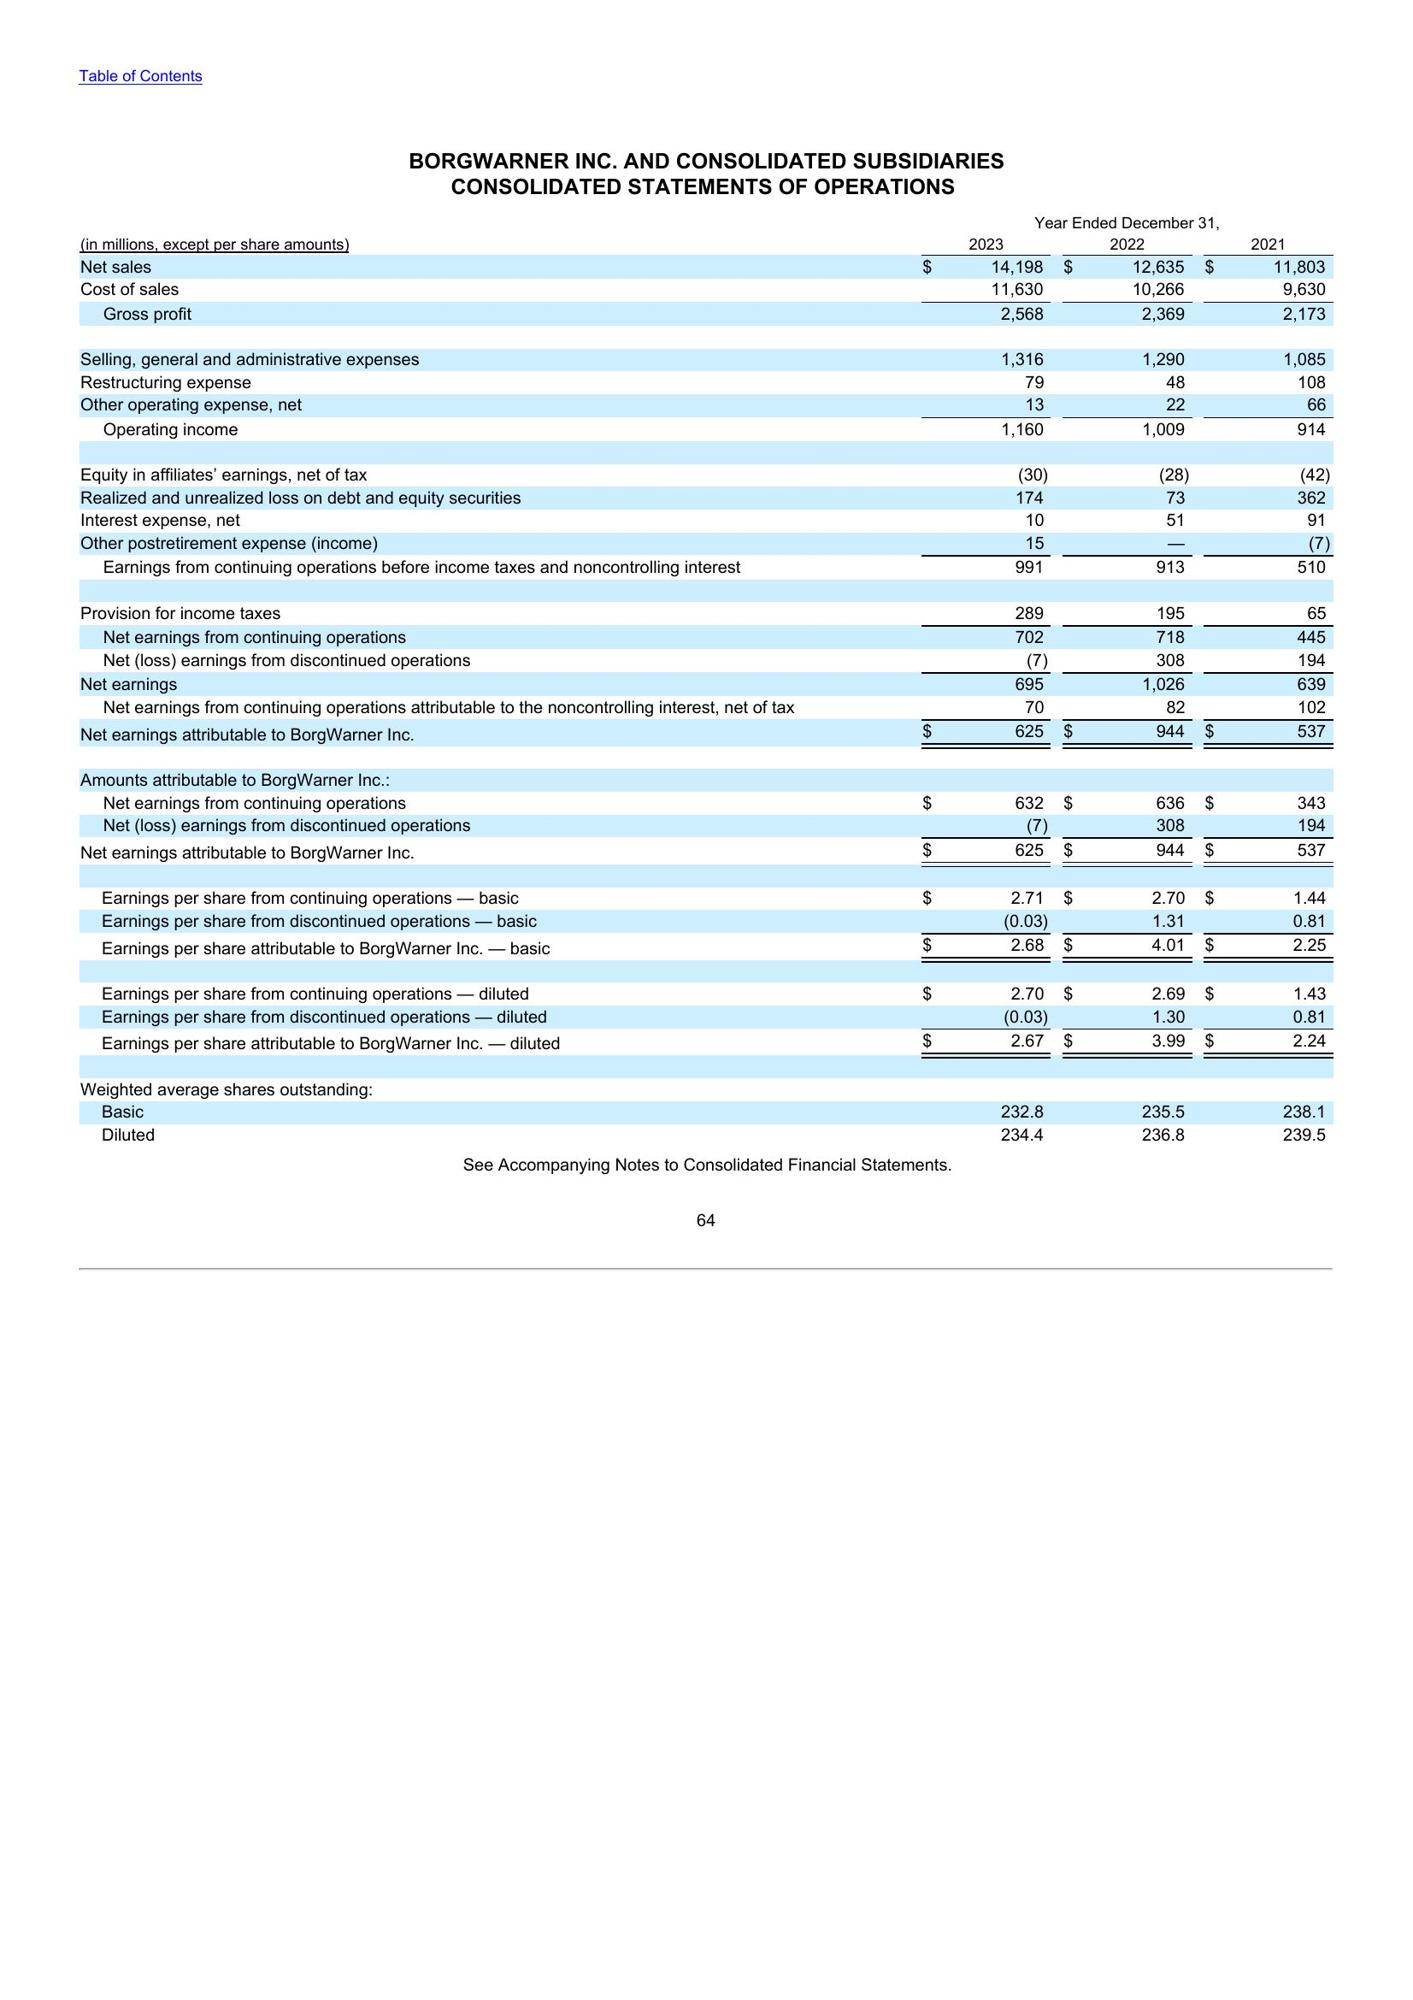 Table of Contents
BORGWARNER INC. AND CONSOLIDATED SUBSIDIARIES
CONSOLIDATED STATEMENTS OF OPERATIONS
Year Ended December 31,
(in millions, except per share amounts) 2023 2022 2021
Net sales $ 14,198 $ 12,635 $ 11,803
Cost of sales 11,630 10,266 9,630
Gross profit 2,568 2,369 2,173
Selling, general and administrative expenses 1,316 1,290 1,085
Restructuring expense 79 48 108
Other operating expense, net 13 22 66
Operating income 1,160 1,009 914
Equity in affiliates’ earnings, net of tax (30) (28) (42)
Realized and unrealized loss on debt and equity securities 174 73 362
Interest expense, net 10 51 91
Other postretirement expense (income) 15 — (7)
Earnings from continuing operations before income taxes and noncontrolling interest 991 913 510
Provision for income taxes 289 195 65
Net earnings from continuing operations 702 718 445
Net (loss) earnings from discontinued operations (7) 308 194
Net earnings 695 1,026 639
Net earnings from continuing operations attributable to the noncontrolling interest, net of tax 70 82 102
Net earnings attributable to BorgWarner Inc. $ 625 $ 944 $ 537
Amounts attributable to BorgWarner Inc.:
Net earnings from continuing operations $ 632 $ 636 $ 343
Net (loss) earnings from discontinued operations (7) 308 194
Net earnings attributable to BorgWarner Inc. $ 625 $ 944 $ 537
Earnings per share from continuing operations — basic $ 2.71 $ 2.70 $ 1.44
Earnings per share from discontinued operations — basic (0.03) 1.31 0.81
Earnings per share attributable to BorgWarner Inc. — basic $ 2.68 $ 4.01 $ 2.25
Earnings per share from continuing operations — diluted $ 2.70 $ 2.69 $ 1.43
Earnings per share from discontinued operations — diluted (0.03) 1.30 0.81
Earnings per share attributable to BorgWarner Inc. — diluted $ 2.67 $ 3.99 $ 2.24
Weighted average shares outstanding:
Basic 232.8 235.5 238.1
Diluted 234.4 236.8 239.5
See Accompanying Notes to Consolidated Financial Statements.
64